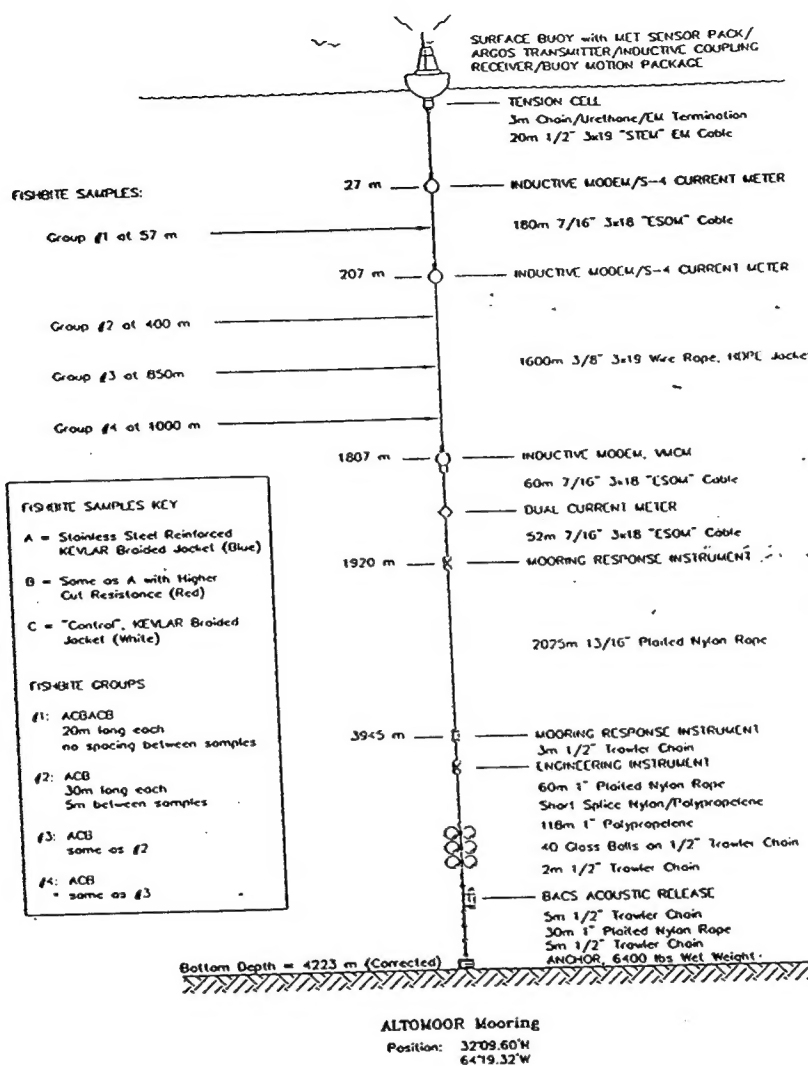 SURFACE BUOY with MET SENSOR PACK/
ARGOS TRANSMITTER/INDUCTIVE COUPLING
RECEIVER/BUOY MOTION PACKAGE
TENSION CELL
3m Chain/Urethane/EM Termination
20m 1/2" 3x19 "STEM" EM Cable
FISHBITE SAMPLES:
27 m
INDUCTIVE MODEM/S-4 CURRENT METER
Group #1 at 57 m
180m 7/16" 3x18 "ESOM" Cable
207 m
INDUCTIVE MODEM/S-4 CURRENT METER
Group #2 at 400 m
Group #3 at 850m
1600m 3/8" 3x19 Wire Rope, HDPE Jacket
Group #4 at 1000 m
1807 m
INDUCTIVE MODEM, VMCM
60m 7/16" 3x18 "ESOM" Cable
DUAL CURRENT METER
52m 7/16" 3x18 "ESOM" Cable
1920 m
MOORING RESPONSE INSTRUMENT
2075m 13/16" Plaited Nylon Rope
3945 m
MOORING RESPONSE INSTRUMENT
3m 1/2" Trawler Chain
ENGINEERING INSTRUMENT
60m 1" Plaited Nylon Rope
Short Splice Nylon/Polypropelene
118m 1" Polypropelene
40 Glass Balls on 1/2" Trawler Chain
2m 1/2" Trawler Chain
BACS ACOUSTIC RELEASE
5m 1/2" Trawler Chain
30m 1" Plaited Nylon Rope
5m 1/2" Trawler Chain
ANCHOR, 6400 lbs Wet Weight
Bottom Depth = 4223 m (Corrected)
FISHBITE SAMPLES KEY
A = Stainless Steel Reinforced
KEVLAR Braided Jacket (Blue)
B = Same as A with Higher
Cut Resistance (Red)
C = "Control", KEVLAR Braided
Jacket (White)
FISHBITE GROUPS
#1: ACBACB
20m long each
no spacing between samples
#2: ACB
30m long each
5m between samples
#3: ACB
same as #2
#4: ACB
same as #3
ALTOMOOR Mooring
Position: 32°09.60'N
64°19.32'W